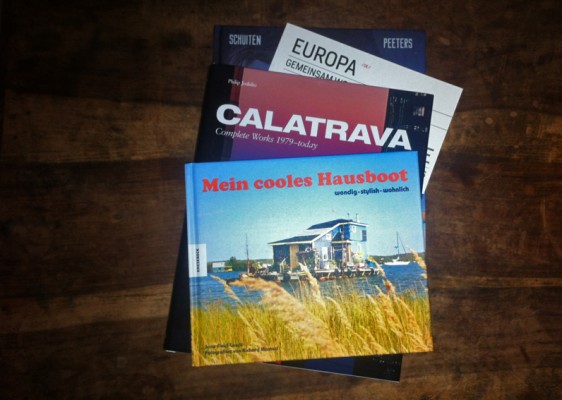 SCHUITEN PEETERS
EUROPA
GEMEINSAM
Philip Jodidio
CALATRAVA
Complete Works 1979–today
Mein cooles Hausboot
wendig • stylish • wohnlich